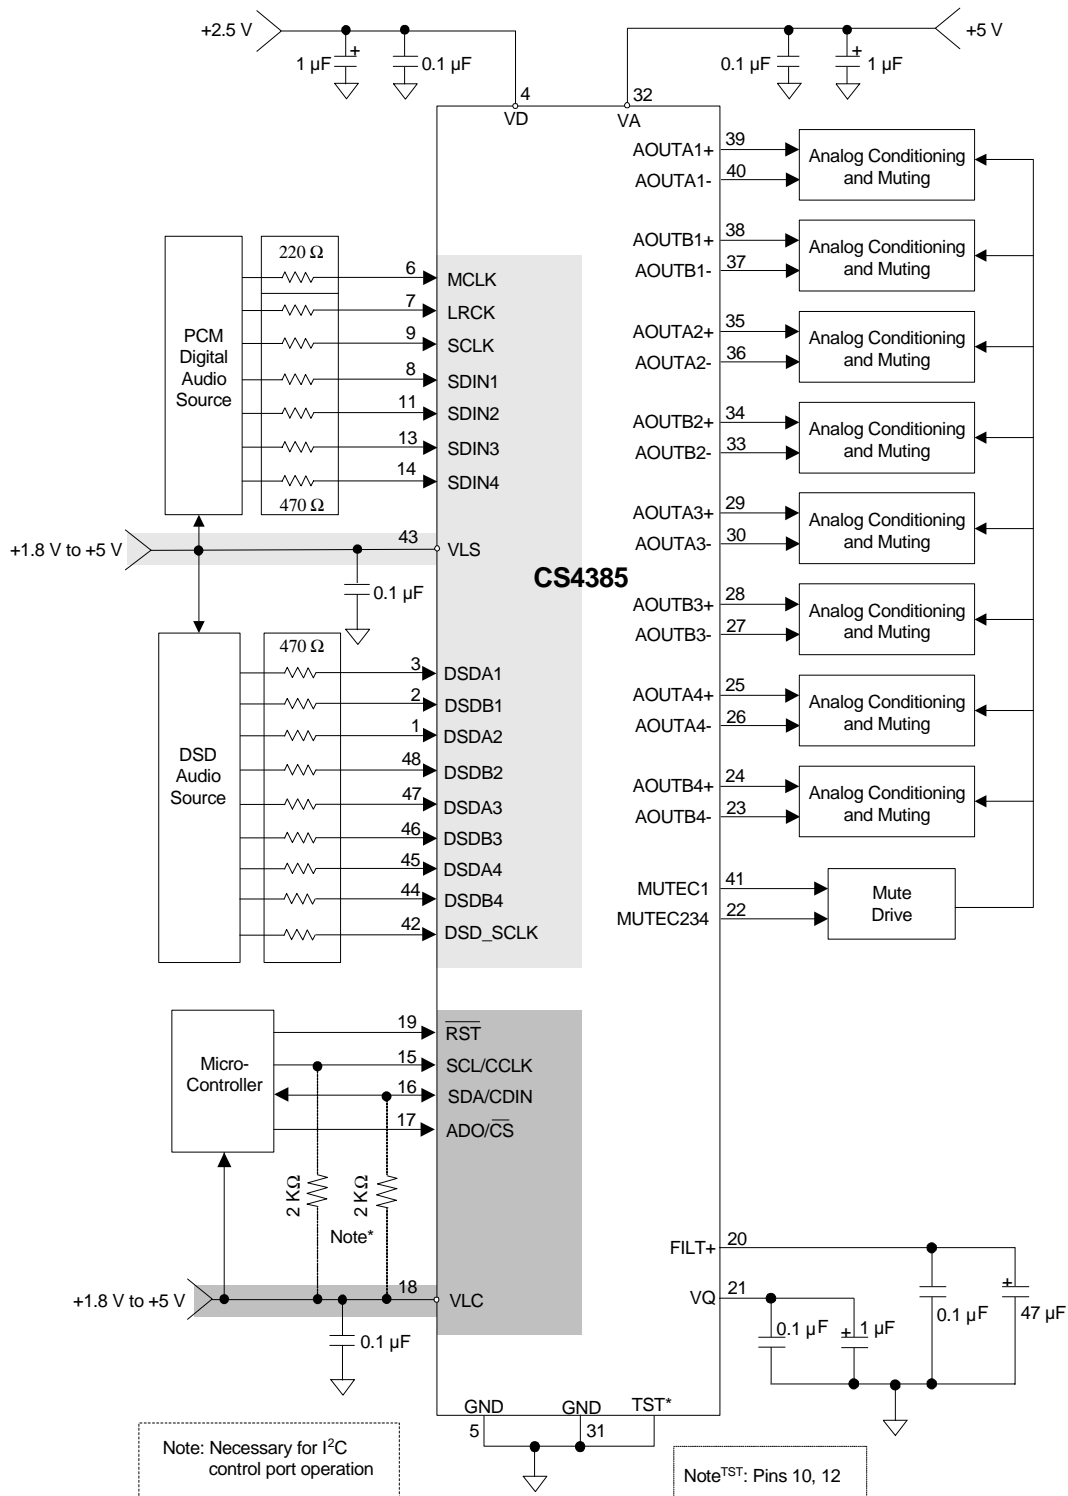 +2.5 V
+5 V
1 µF
+
0.1 µF
0.1 µF
+
1 µF
4
32
VD
VA
PCM
Digital
Audio
Source
220 Ω
470 Ω
6
MCLK
7
LRCK
9
SCLK
8
SDIN1
11
SDIN2
13
SDIN3
14
SDIN4
+1.8 V to +5 V
43
VLS
0.1 µF
CS4385
DSD
Audio
Source
470 Ω
3
DSDA1
2
DSDB1
1
DSDA2
48
DSDB2
47
DSDA3
46
DSDB3
45
DSDA4
44
DSDB4
42
DSD_SCLK
Micro-
Controller
19
RST
15
SCL/CCLK
16
SDA/CDIN
17
ADO/CS
2 KΩ
2 KΩ
Note*
+1.8 V to +5 V
18
VLC
0.1 µF
AOUTA1+
39
AOUTA1-
40
Analog Conditioning
and Muting
AOUTB1+
38
AOUTB1-
37
Analog Conditioning
and Muting
AOUTA2+
35
AOUTA2-
36
Analog Conditioning
and Muting
AOUTB2+
34
AOUTB2-
33
Analog Conditioning
and Muting
AOUTA3+
29
AOUTA3-
30
Analog Conditioning
and Muting
AOUTB3+
28
AOUTB3-
27
Analog Conditioning
and Muting
AOUTA4+
25
AOUTA4-
26
Analog Conditioning
and Muting
AOUTB4+
24
AOUTB4-
23
Analog Conditioning
and Muting
MUTEC1
41
MUTEC234
22
Mute
Drive
FILT+
20
VQ
21
0.1 µF
+
1 µF
0.1 µF
+
47 µF
GND
5
GND
31
TST*
Note: Necessary for I²C
control port operation
Noteᵀˢᵀ: Pins 10, 12